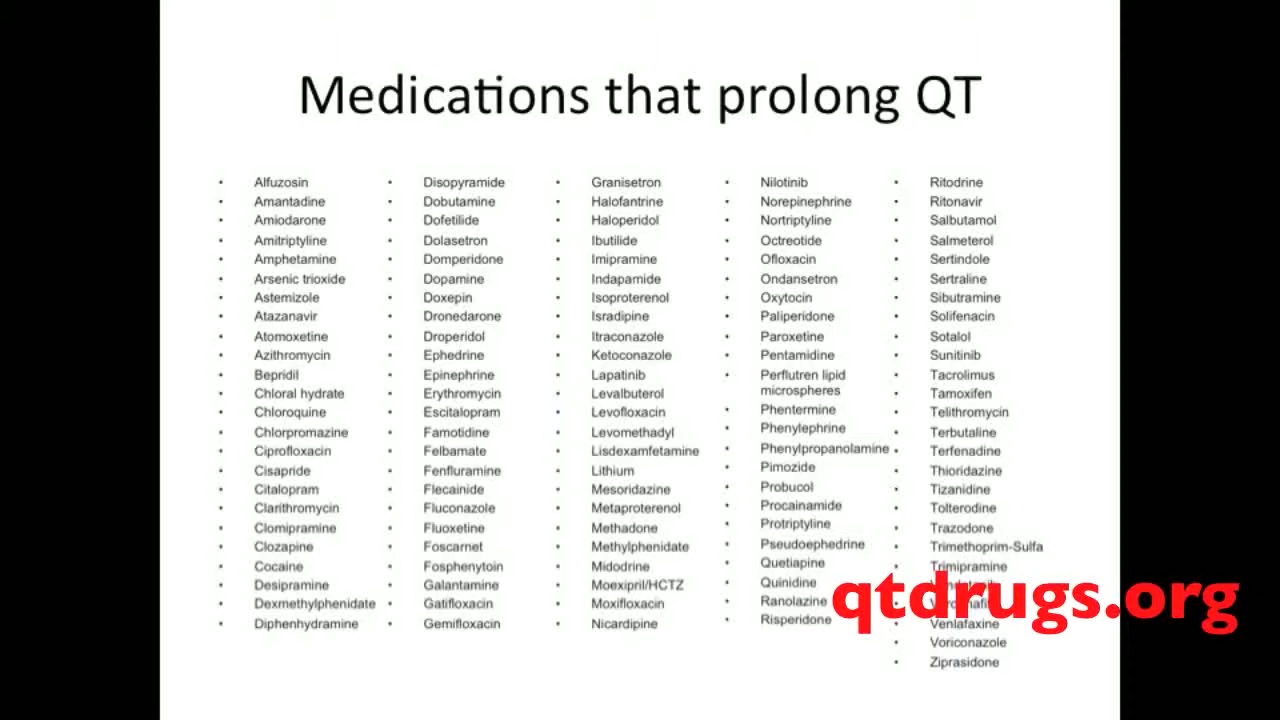 Medications that prolong QT
Alfuzosin
Amantadine
Amiodarone
Amitriptyline
Amphetamine
Arsenic trioxide
Astemizole
Atazanavir
Atomoxetine
Azithromycin
Bepridil
Chloral hydrate
Chloroquine
Chlorpromazine
Ciprofloxacin
Cisapride
Citalopram
Clarithromycin
Clomipramine
Clozapine
Cocaine
Desipramine
Dexmethylphenidate
Diphenhydramine
Disopyramide
Dobutamine
Dofetilide
Dolasetron
Domperidone
Dopamine
Doxepin
Dronedarone
Droperidol
Ephedrine
Epinephrine
Erythromycin
Escitalopram
Famotidine
Felbamate
Fenfluramine
Flecainide
Fluconazole
Fluoxetine
Foscarnet
Fosphenytoin
Galantamine
Gatifloxacin
Gemifloxacin
Granisetron
Halofantrine
Haloperidol
Ibutilide
Imipramine
Indapamide
Isoproterenol
Isradipine
Itraconazole
Ketoconazole
Lapatinib
Levalbuterol
Levofloxacin
Levomethadyl
Lisdexamfetamine
Lithium
Mesoridazine
Metaproterenol
Methadone
Methylphenidate
Midodrine
Moexipril/HCTZ
Moxifloxacin
Nicardipine
Nilotinib
Norepinephrine
Nortriptyline
Octreotide
Ofloxacin
Ondansetron
Oxytocin
Paliperidone
Paroxetine
Pentamidine
Perflutren lipid
microspheres
Phentermine
Phenylephrine
Phenylpropanolamine
Pimozide
Probucol
Procainamide
Protriptyline
Pseudoephedrine
Quetiapine
Quinidine
Ranolazine
Risperidone
Ritodrine
Ritonavir
Salbutamol
Salmeterol
Sertindole
Sertraline
Sibutramine
Solifenacin
Sotalol
Sunitinib
Tacrolimus
Tamoxifen
Telithromycin
Terbutaline
Terfenadine
Thioridazine
Tizanidine
Tolterodine
Trazodone
Trimethoprim-Sulfa
Trimipramine
Venlafaxine
Voriconazole
Ziprasidone
qtdrugs.org